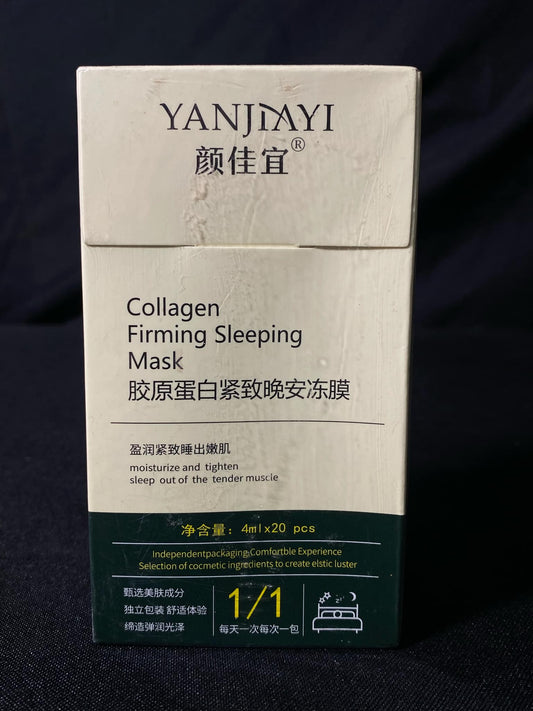 YANJIAYI
颜佳宜®
Collagen
Firming Sleeping
Mask
胶原蛋白紧致晚安冻膜
盈润紧致睡出嫩肌
moisturize and tighten
sleep out of the tender muscle
净含量：4mlx20 pcs
Independentpackaging Comfortble Experience
Selection of cocmetic ingredients to create elstic luster
甄选美肤成分
独立包装 舒适体验
缔造弹润光泽
1/1
每天一次每次一包